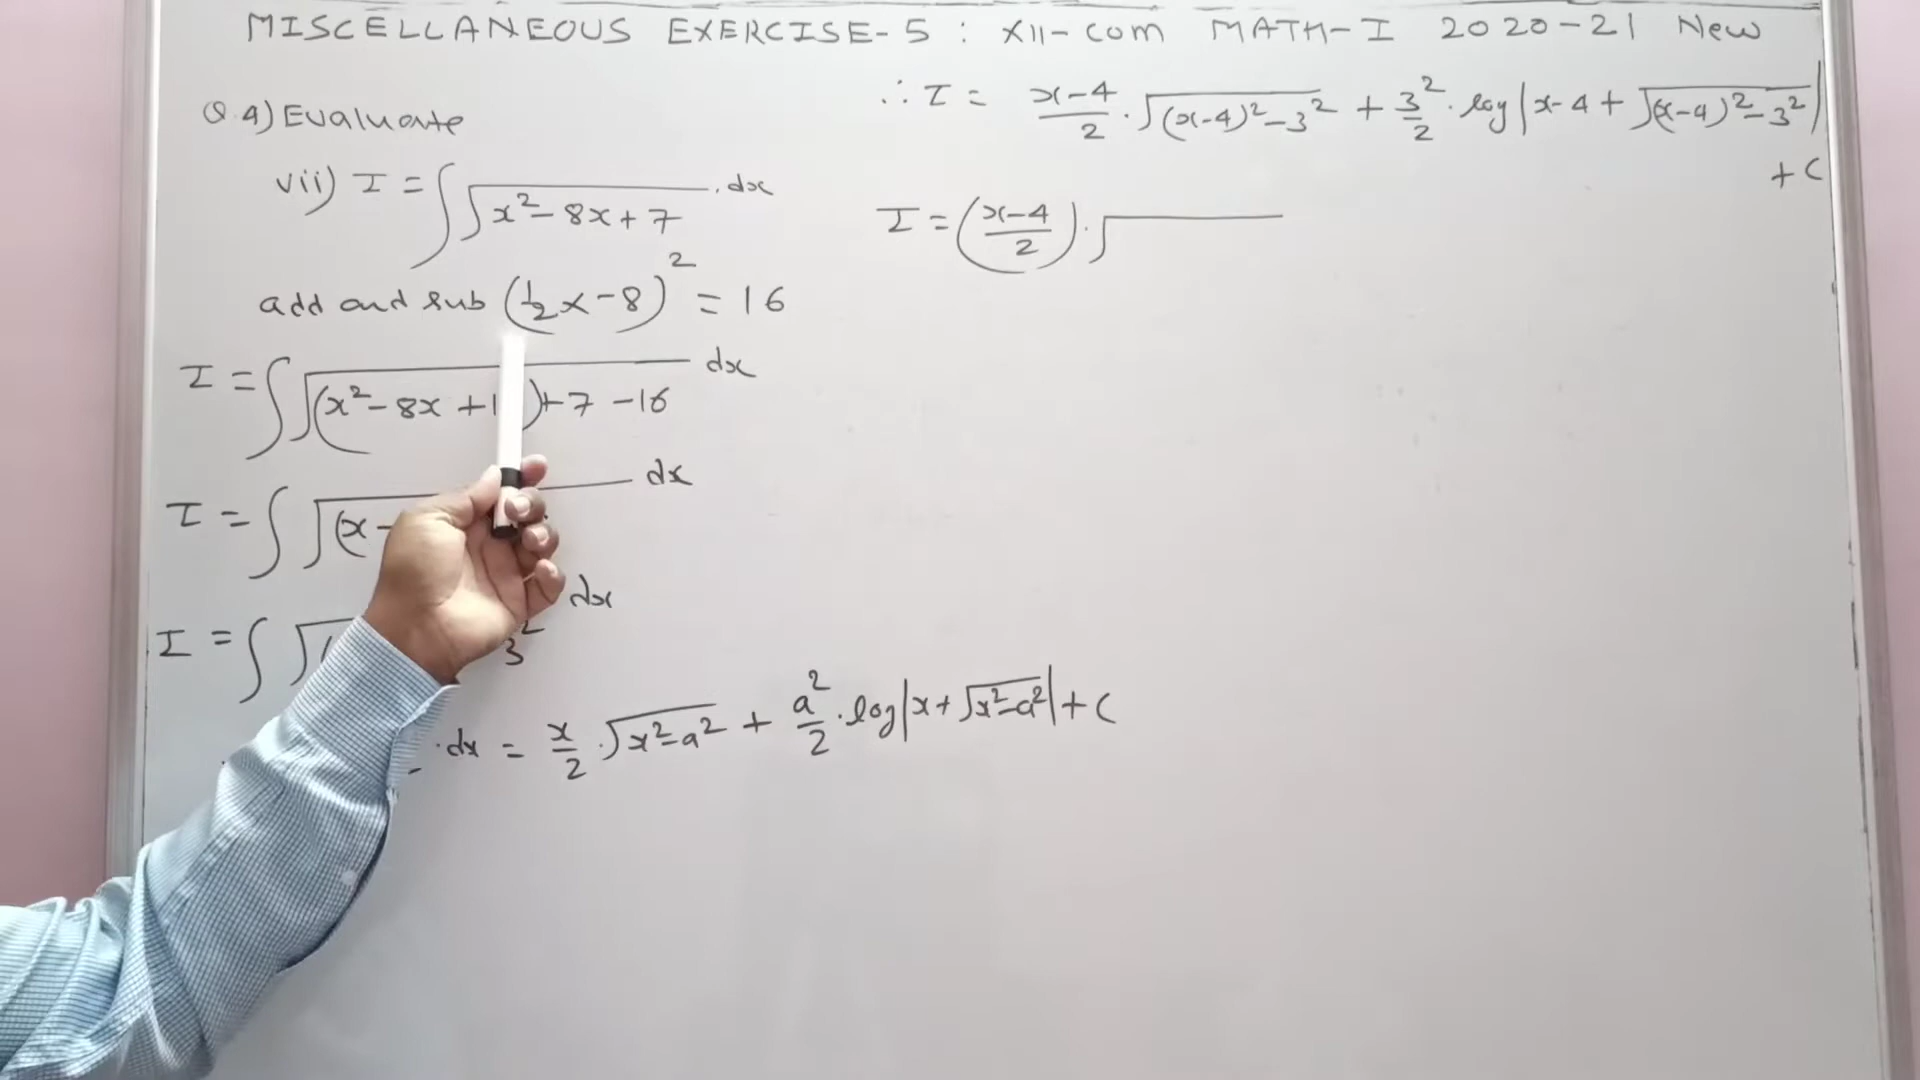 MISCELLANEOUS EXERCISE-5 : XII-COM MATH-I 2020-21 New
Q.4) Evaluate
vii) I = ∫√(x²-8x+7) .dx
add and sub (½x-8)² = 16
I = ∫√((x²-8x+1 )+7-16 dx
I = ∫√(x- dx
I = ∫√( 3² dx
.dx = x/2 .√(x²-a²) + a²/2 .log|x+√(x²-a²)|+c
∴ I = x-4/2 . √((x-4)²-3²) + 3²/2 . log|x-4+√((x-4)²-3²)|
+ c
I = (x-4/2).√